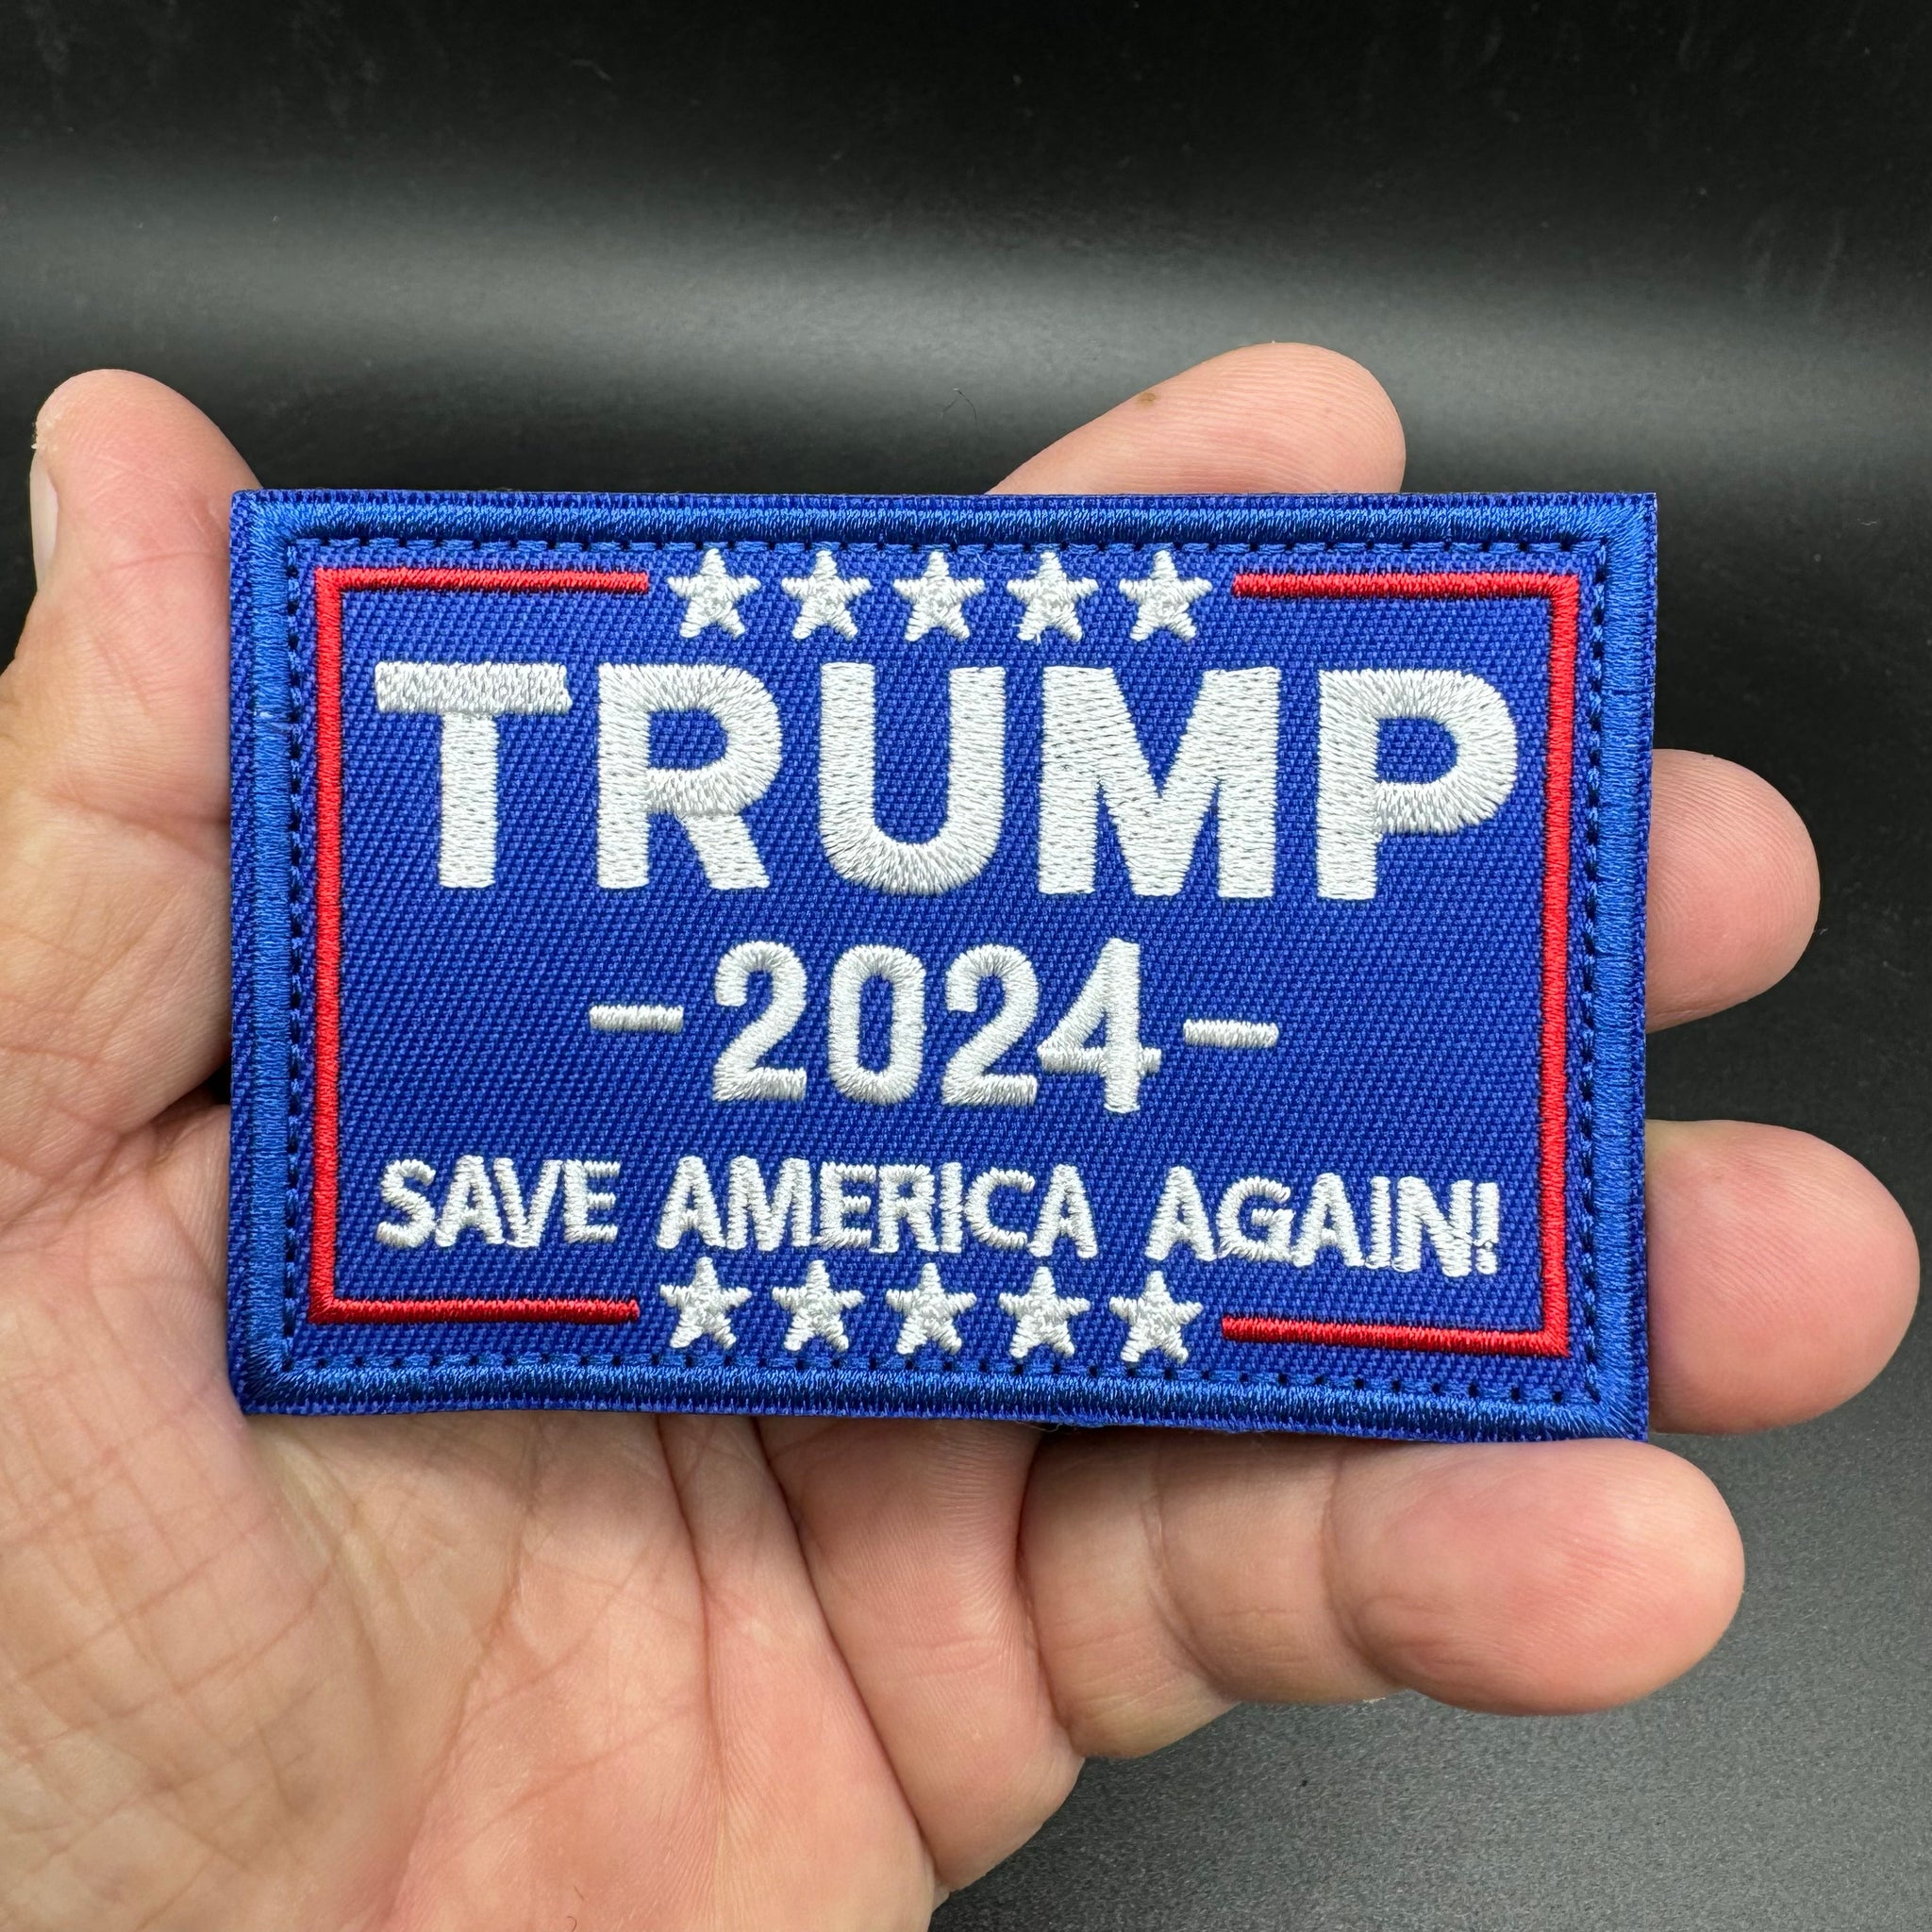 TRUMP
-2024-
SAVE AMERICA AGAIN!